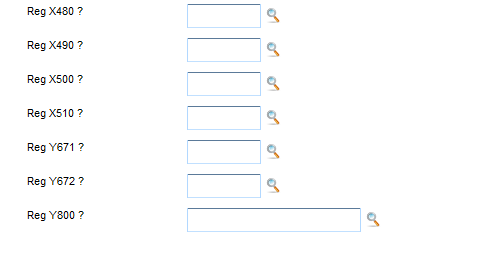 Reg X480 ?
Reg X490 ?
Reg X500 ?
Reg X510 ?
Reg Y671 ?
Reg Y672 ?
Reg Y800 ?